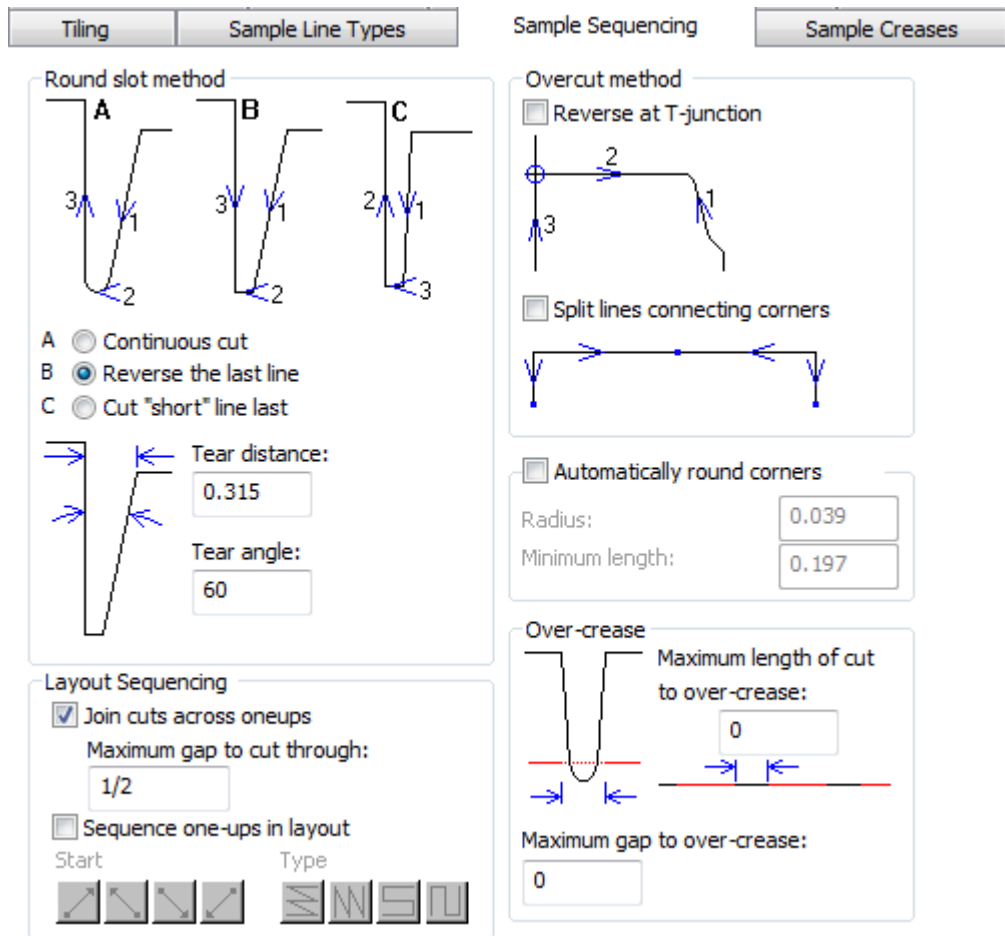 Tiling
Sample Line Types
Sample Sequencing
Sample Creases
Round slot method
A
B
C
3
1
2
3
1
2
2
1
3
A Continuous cut
B Reverse the last line
C Cut "short" line last
Tear distance:
0.315
Tear angle:
60
Layout Sequencing
Join cuts across oneups
Maximum gap to cut through:
1/2
Sequence one-ups in layout
Start
Type
Overcut method
Reverse at T-junction
2
1
3
Split lines connecting corners
Automatically round corners
Radius:
0.039
Minimum length:
0.197
Over-crease
Maximum length of cut
to over-crease:
0
Maximum gap to over-crease:
0